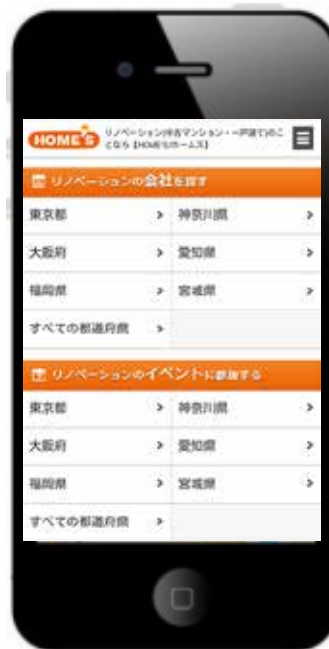 HOME'S
リノベーション(中古マンション・一戸建て)のこ
となら【HOME'S/ホームズ】
リノベーションの会社を探す
東京都
神奈川県
大阪府
愛知県
福岡県
宮城県
すべての都道府県
リノベーションのイベントに参加する
東京都
神奈川県
大阪府
愛知県
福岡県
宮城県
すべての都道府県